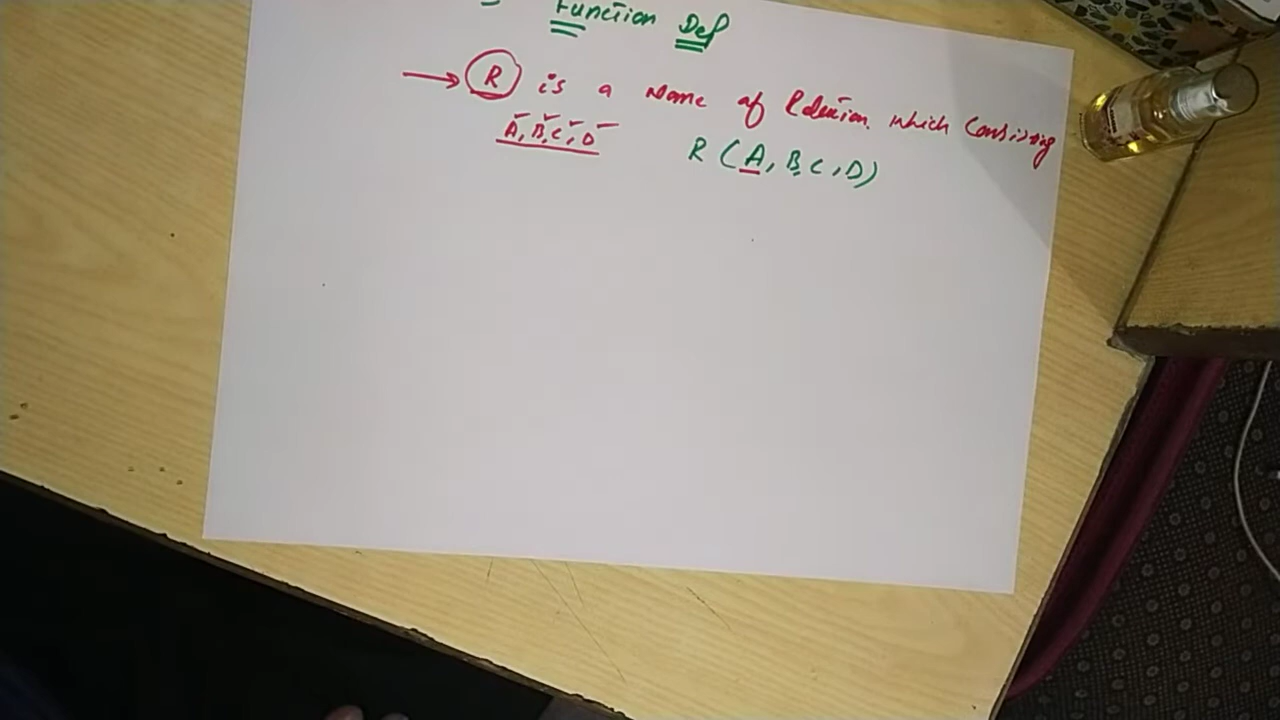 Function Def
→ R is a Name of Relation which Consisting
A, B, C, D R (A, B, C, D)